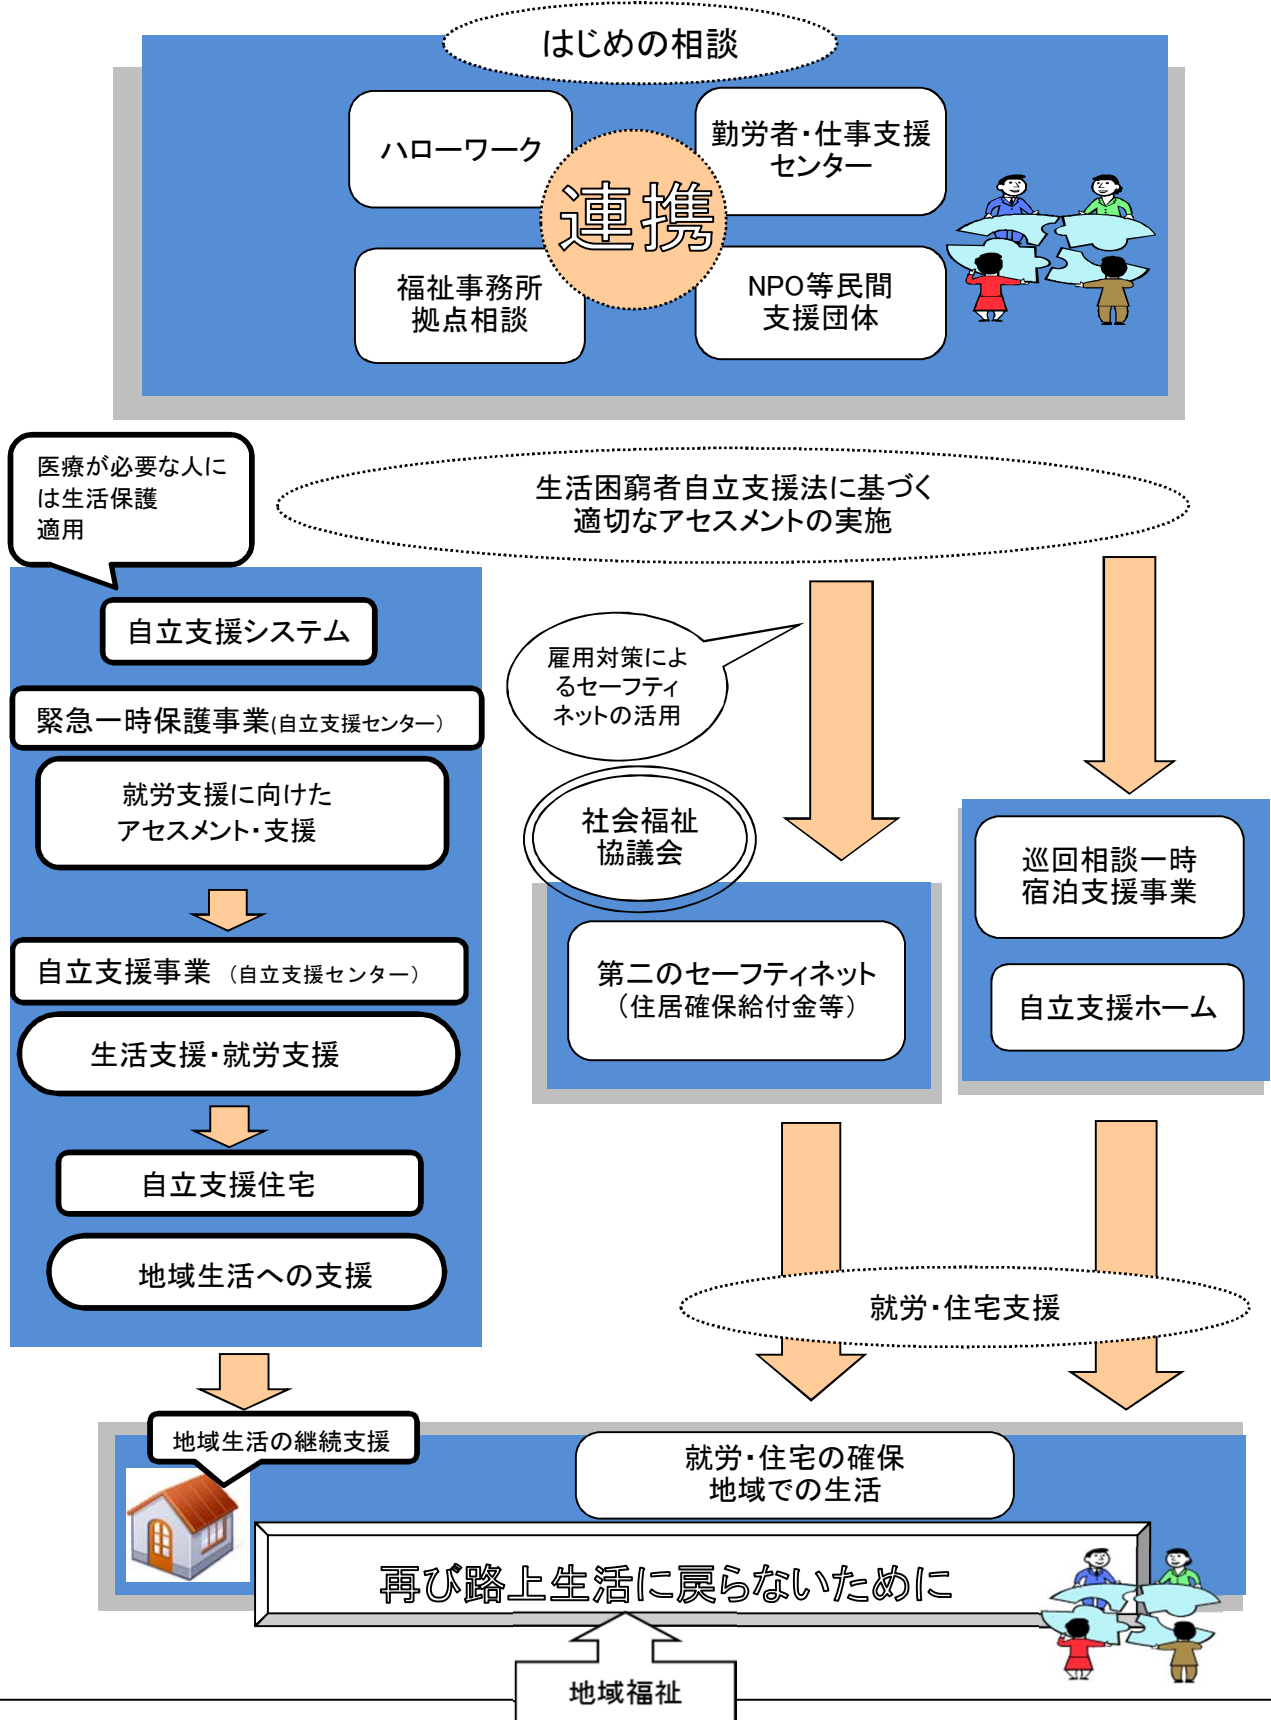 はじめの相談
ハローワーク
勤労者・仕事支援
センター
連携
福祉事務所
拠点相談
NPO等民間
支援団体
医療が必要な人に
は生活保護
適用
生活困窮者自立支援法に基づく
適切なアセスメントの実施
自立支援システム
雇用対策によ
るセーフティ
ネットの活用
緊急一時保護事業(自立支援センター）
就労支援に向けた
アセスメント・支援
社会福祉
協議会
巡回相談一時
宿泊支援事業
自立支援事業 （自立支援センター）
第二のセーフティネット
（住居確保給付金等）
自立支援ホーム
生活支援・就労支援
自立支援住宅
地域生活への支援
就労・住宅支援
地域生活の継続支援
就労・住宅の確保
地域での生活
再び路上生活に戻らないために
地域福祉